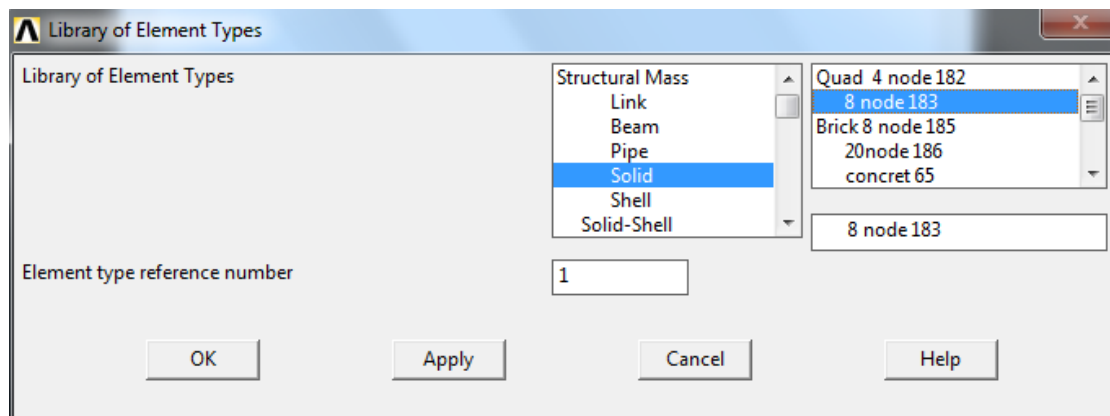 Library of Element Types
Library of Element Types
Structural Mass
Link
Beam
Pipe
Solid
Shell
Solid-Shell
Quad 4 node 182
8 node 183
Brick 8 node 185
20node 186
concret 65
8 node 183
Element type reference number
1
OK Apply Cancel Help